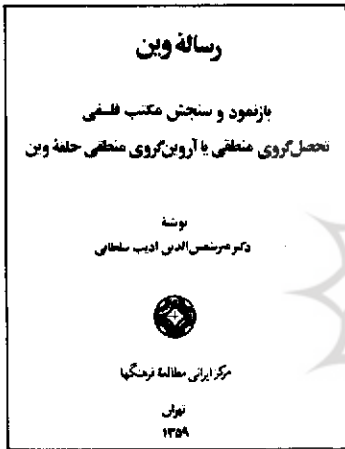 رسالهٔ وین
بازنمود و سنجش مکتب فلسفی
تحصل‌گروی منطقی یا آروین‌گروی منطقی حلقهٔ وین
نوشتهٔ
دکتر میرشمس‌الدین ادیب سلطانی
مرکز ایرانی مطالعهٔ فرهنگها
تهران
۱۳۵۹